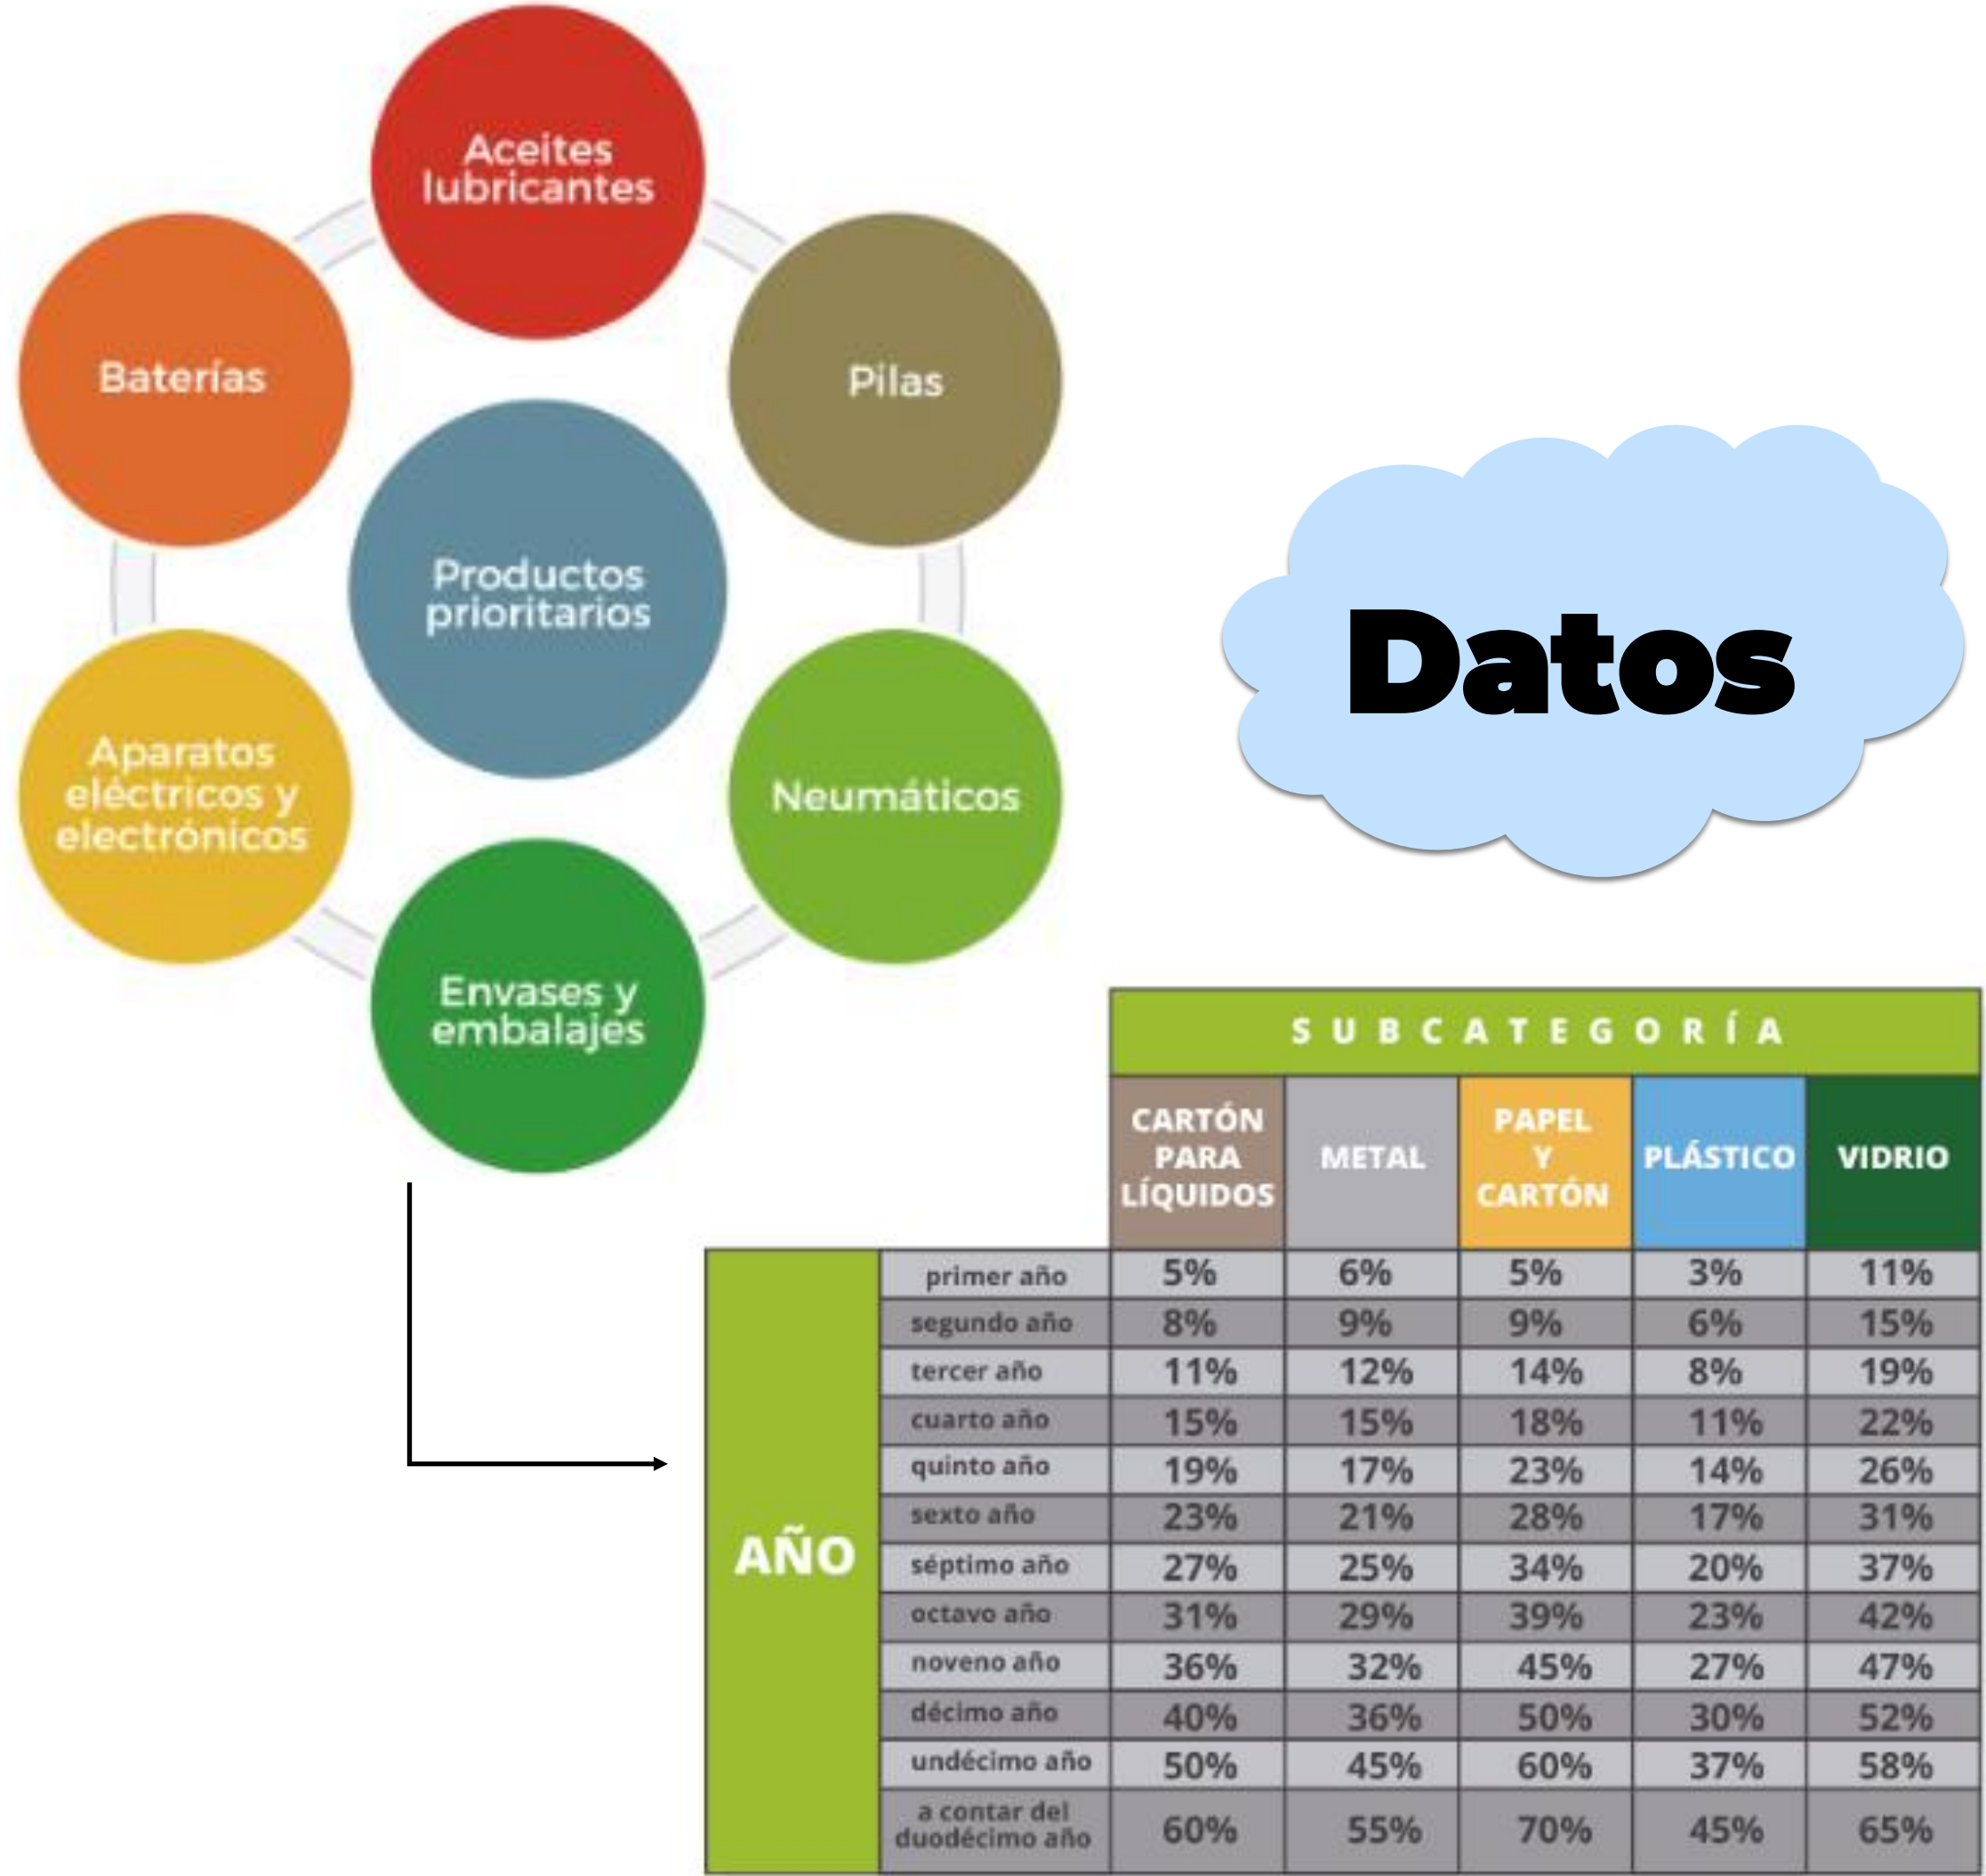 Aceites
lubricantes
Baterías
Pilas
Productos
prioritarios
Datos
Aparatos
eléctricos y
electrónicos
Neumáticos
Envases y
embalajes
SUBCATEGORÍA
CARTÓN
PARA
LÍQUIDOS
METAL
PAPEL
Y
CARTÓN
PLÁSTICO
VIDRIO
AÑO
primer año 5% 6% 5% 3% 11%
segundo año 8% 9% 9% 6% 15%
tercer año 11% 12% 14% 8% 19%
cuarto año 15% 15% 18% 11% 22%
quinto año 19% 17% 23% 14% 26%
sexto año 23% 21% 28% 17% 31%
séptimo año 27% 25% 34% 20% 37%
octavo año 31% 29% 39% 23% 42%
noveno año 36% 32% 45% 27% 47%
décimo año 40% 36% 50% 30% 52%
undécimo año 50% 45% 60% 37% 58%
a contar del
duodécimo año 60% 55% 70% 45% 65%